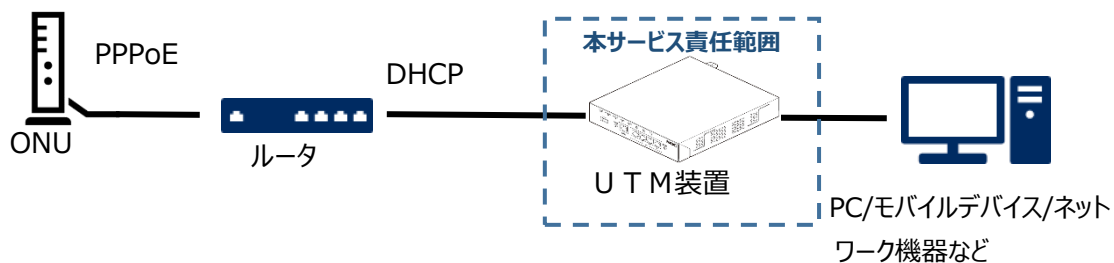 PPPoE
本サービス責任範囲
DHCP
ONU
ルータ
ＵＴＭ装置
PC/モバイルデバイス/ネット
ワーク機器など